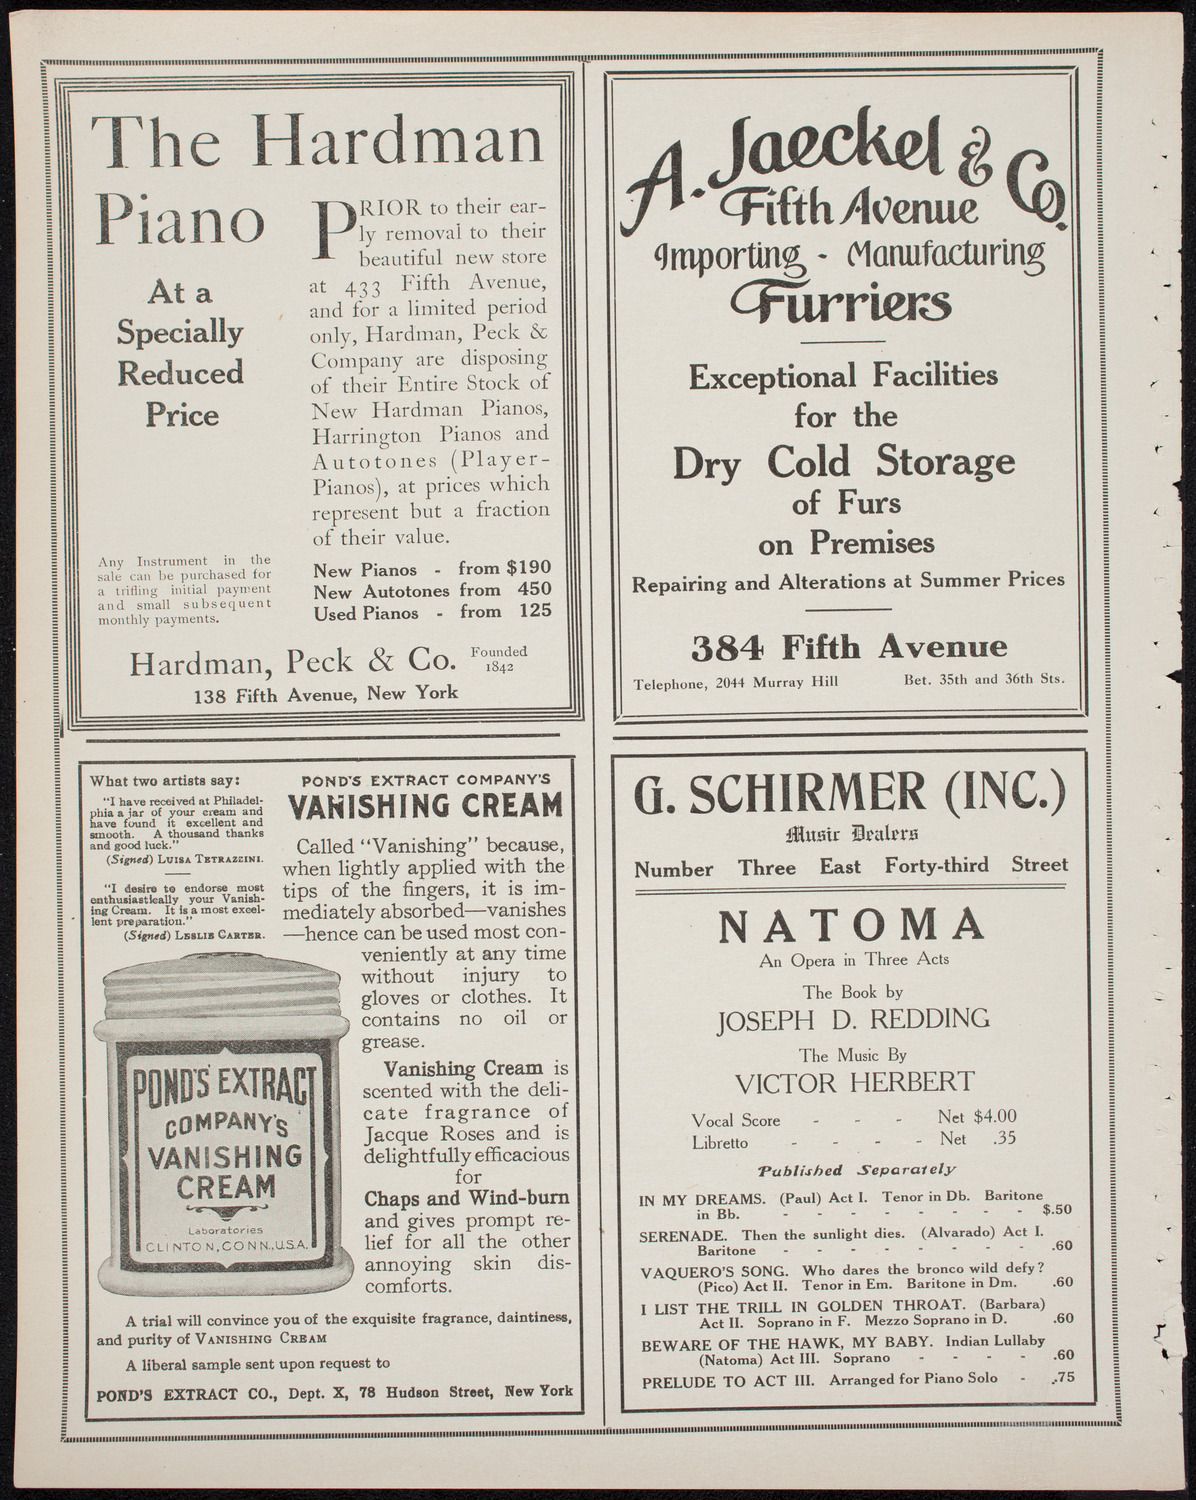 The Hardman
Piano
At a
Specially
Reduced
Price
PRIOR to their ear-
ly removal to their
beautiful new store
at 433 Fifth Avenue,
and for a limited period
only, Hardman, Peck &
Company are disposing
of their Entire Stock of
New Hardman Pianos,
Harrington Pianos and
Autotones (Player-
Pianos), at prices which
represent but a fraction
of their value.
Any Instrument in the
sale can be purchased for
a trifling initial payment
and small subsequent
monthly payments.
New Pianos - from $190
New Autotones from 450
Used Pianos - from 125
Hardman, Peck & Co. Founded
1842
138 Fifth Avenue, New York
A. Jaeckel & Co.
Fifth Avenue
Importing - Manufacturing
Furriers
Exceptional Facilities
for the
Dry Cold Storage
of Furs
on Premises
Repairing and Alterations at Summer Prices
384 Fifth Avenue
Telephone, 2044 Murray Hill Bet. 35th and 36th Sts.
What two artists say:
"I have received at Philadel-
phia a jar of your cream and
have found it excellent and
smooth. A thousand thanks
and good luck."
(Signed) LUISA TETRAZZINI.
"I desire to endorse most
enthusiastically your Vanish-
ing Cream. It is a most excel-
lent preparation."
(Signed) LESLIE CARTER.
POND'S EXTRACT COMPANY'S
VANISHING CREAM
Called "Vanishing" because,
when lightly applied with the
tips of the fingers, it is im-
mediately absorbed—vanishes
—hence can be used most con-
veniently at any time
without injury to
gloves or clothes. It
contains no oil or
grease.
Vanishing Cream is
scented with the deli-
cate fragrance of
Jacque Roses and is
delightfully efficacious
for
Chaps and Wind-burn
and gives prompt re-
lief for all the other
annoying skin dis-
comforts.
POND'S EXTRACT
COMPANY'S
VANISHING
CREAM
Laboratories
CLINTON, CONN., U.S.A.
A trial will convince you of the exquisite fragrance, daintiness,
and purity of VANISHING CREAM
A liberal sample sent upon request to
POND'S EXTRACT CO., Dept. X, 78 Hudson Street, New York
G. SCHIRMER (INC.)
Music Dealers
Number Three East Forty-third Street
NATOMA
An Opera in Three Acts
The Book by
JOSEPH D. REDDING
The Music By
VICTOR HERBERT
Vocal Score - - - Net $4.00
Libretto - - - - Net .35
Published Separately
IN MY DREAMS. (Paul) Act I. Tenor in Db. Baritone
in Bb. - - - - - - - - $.50
SERENADE. Then the sunlight dies. (Alvarado) Act I.
Baritone - - - - - - - - .60
VAQUERO'S SONG. Who dares the bronco wild defy?
(Pico) Act II. Tenor in Em. Baritone in Dm. .60
I LIST THE TRILL IN GOLDEN THROAT. (Barbara)
Act II. Soprano in F. Mezzo Soprano in D. .60
BEWARE OF THE HAWK, MY BABY. Indian Lullaby
(Natoma) Act III. Soprano - - - - .60
PRELUDE TO ACT III. Arranged for Piano Solo - .75